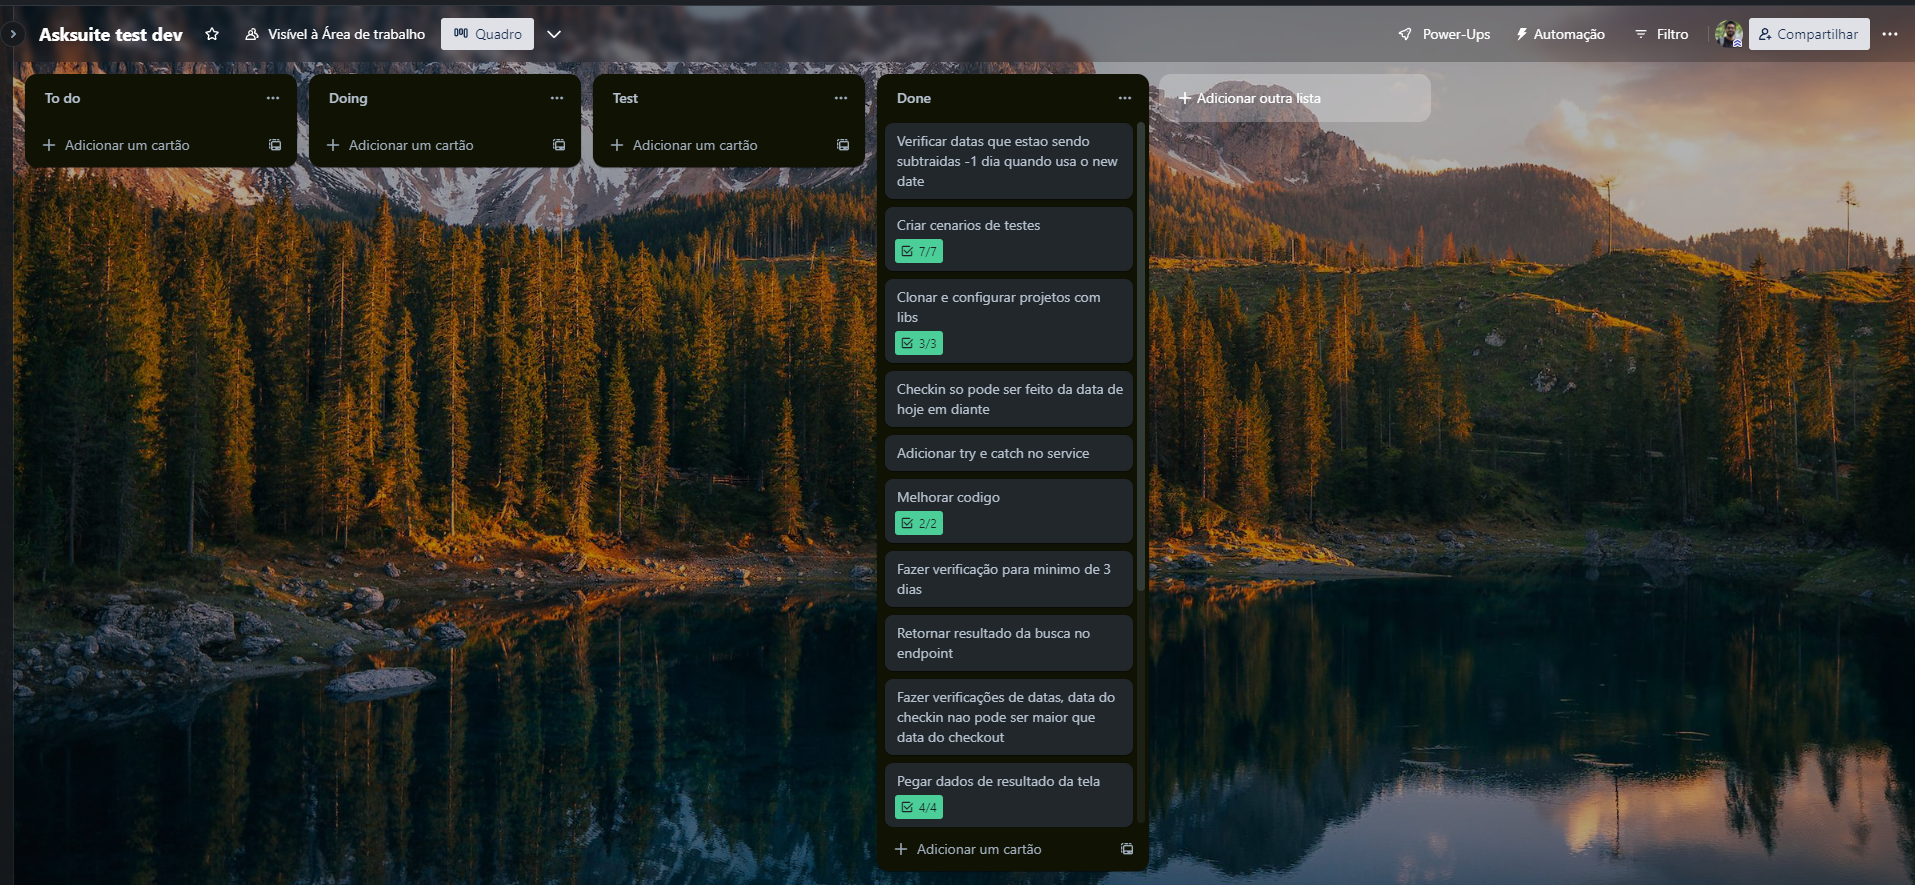 Asksuite test dev
Visível à Área de trabalho
Quadro
Power-Ups
Automação
Filtro
Compartilhar
To do
Adicionar um cartão
Doing
Adicionar um cartão
Test
Adicionar um cartão
Done
Verificar datas que estao sendo
subtraidas -1 dia quando usa o new
date
Criar cenarios de testes
7/7
Clonar e configurar projetos com
libs
3/3
Checkin so pode ser feito da data de
hoje em diante
Adicionar try e catch no service
Melhorar codigo
2/2
Fazer verificação para minimo de 3
dias
Retornar resultado da busca no
endpoint
Fazer verificações de datas, data do
checkin nao pode ser maior que
data do checkout
Pegar dados de resultado da tela
4/4
Adicionar um cartão
Adicionar outra lista